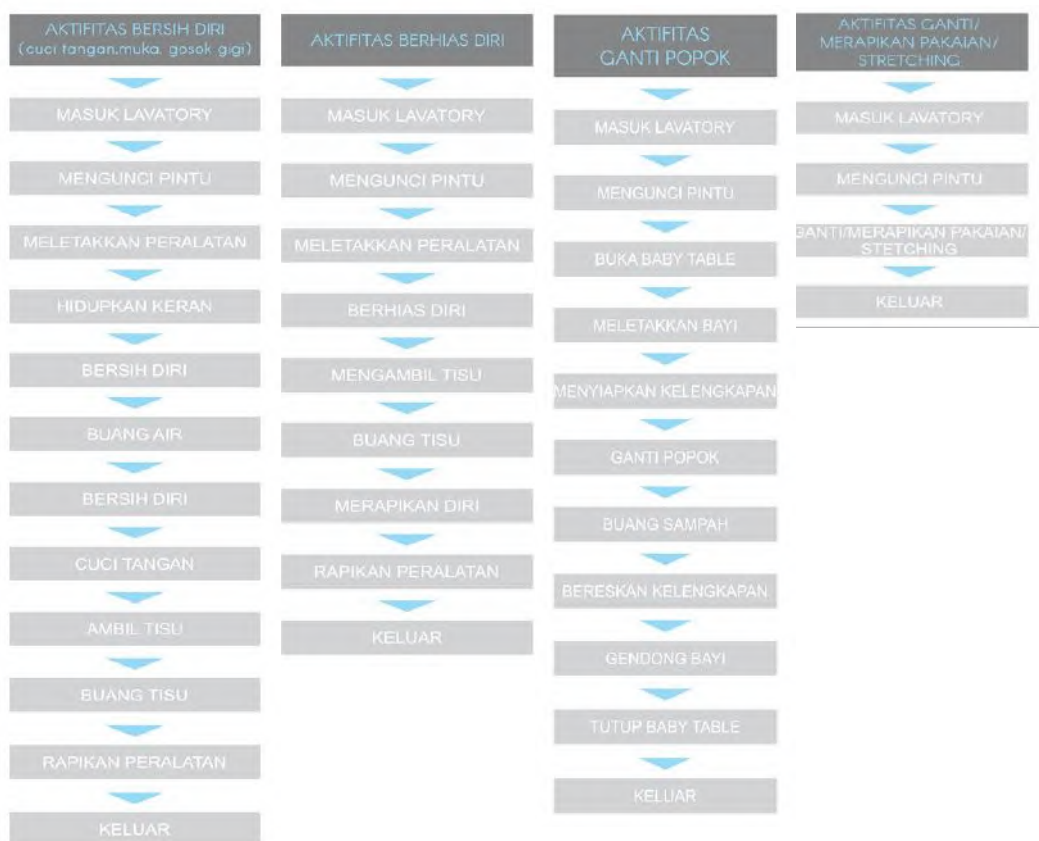 AKTIFITAS BERSIH DIRI
(cuci tangan,muka, gosok gigi)
MASUK LAVATORY
MENGUNCI PINTU
MELETAKKAN PERALATAN
HIDUPKAN KERAN
BERSIH DIRI
BUANG AIR
BERSIH DIRI
CUCI TANGAN
AMBIL TISU
BUANG TISU
RAPIKAN PERALATAN
KELUAR
AKTIFITAS BERHIAS DIRI
MASUK LAVATORY
MENGUNCI PINTU
MELETAKKAN PERALATAN
BERHIAS DIRI
MENGAMBIL TISU
BUANG TISU
MERAPIKAN DIRI
RAPIKAN PERALATAN
KELUAR
AKTIFITAS
GANTI POPOK
MASUK LAVATORY
MENGUNCI PINTU
BUKA BABY TABLE
MELETAKKAN BAYI
MENYIAPKAN KELENGKAPAN
GANTI POPOK
BUANG SAMPAH
BERESKAN KELENGKAPAN
GENDONG BAYI
TUTUP BABY TABLE
KELUAR
AKTIFITAS GANTI/
MERAPIKAN PAKAIAN/
STRETCHING
MASUK LAVATORY
MENGUNCI PINTU
GANTI/MERAPIKAN PAKAIAN/
STETCHING
KELUAR